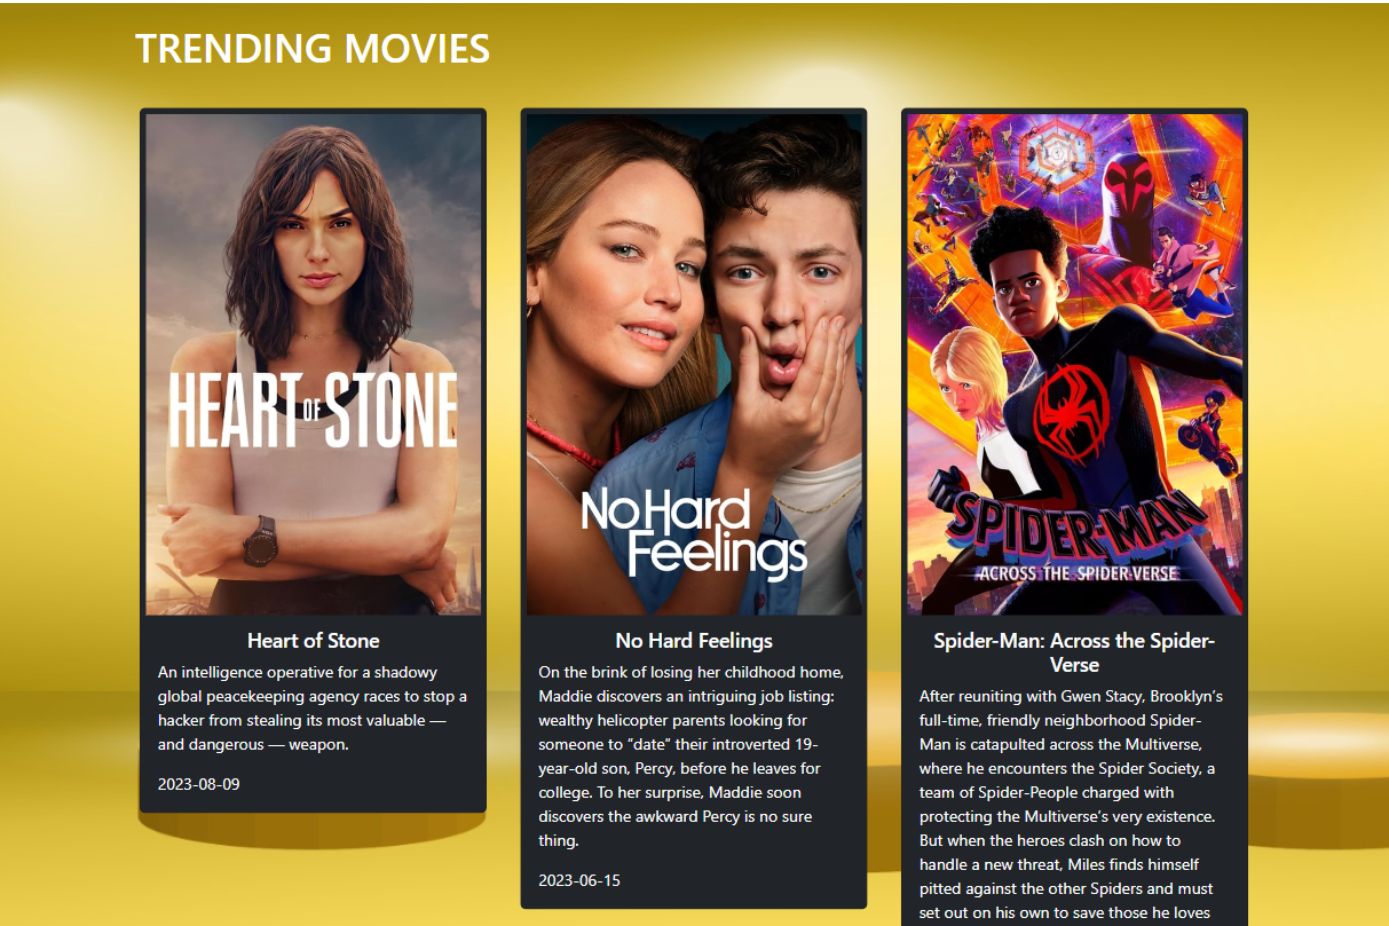 TRENDING MOVIES
HEART OF STONE
Heart of Stone
An intelligence operative for a shadowy
global peacekeeping agency races to stop a
hacker from stealing its most valuable —
and dangerous — weapon.
2023-08-09
No Hard
Feelings
No Hard Feelings
On the brink of losing her childhood home,
Maddie discovers an intriguing job listing:
wealthy helicopter parents looking for
someone to “date” their introverted 19-
year-old son, Percy, before he leaves for
college. To her surprise, Maddie soon
discovers the awkward Percy is no sure
thing.
2023-06-15
SPIDER-MAN
ACROSS THE SPIDER-VERSE
Spider-Man: Across the Spider-
Verse
After reuniting with Gwen Stacy, Brooklyn’s
full-time, friendly neighborhood Spider-
Man is catapulted across the Multiverse,
where he encounters the Spider Society, a
team of Spider-People charged with
protecting the Multiverse’s very existence.
But when the heroes clash on how to
handle a new threat, Miles finds himself
pitted against the other Spiders and must
set out on his own to save those he loves